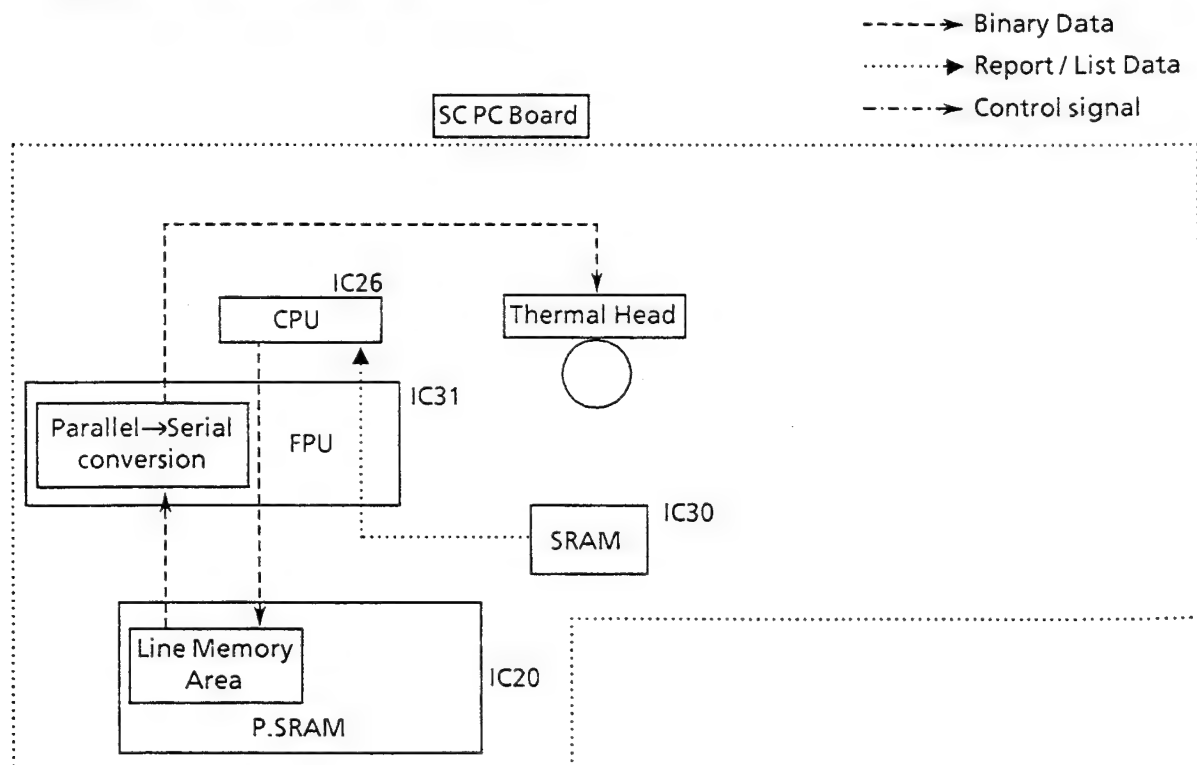 Binary Data
Report / List Data
Control signal
SC PC Board
IC26
CPU
Thermal Head
IC31
Parallel→Serial
conversion
FPU
IC30
SRAM
Line Memory
Area
IC20
P.SRAM